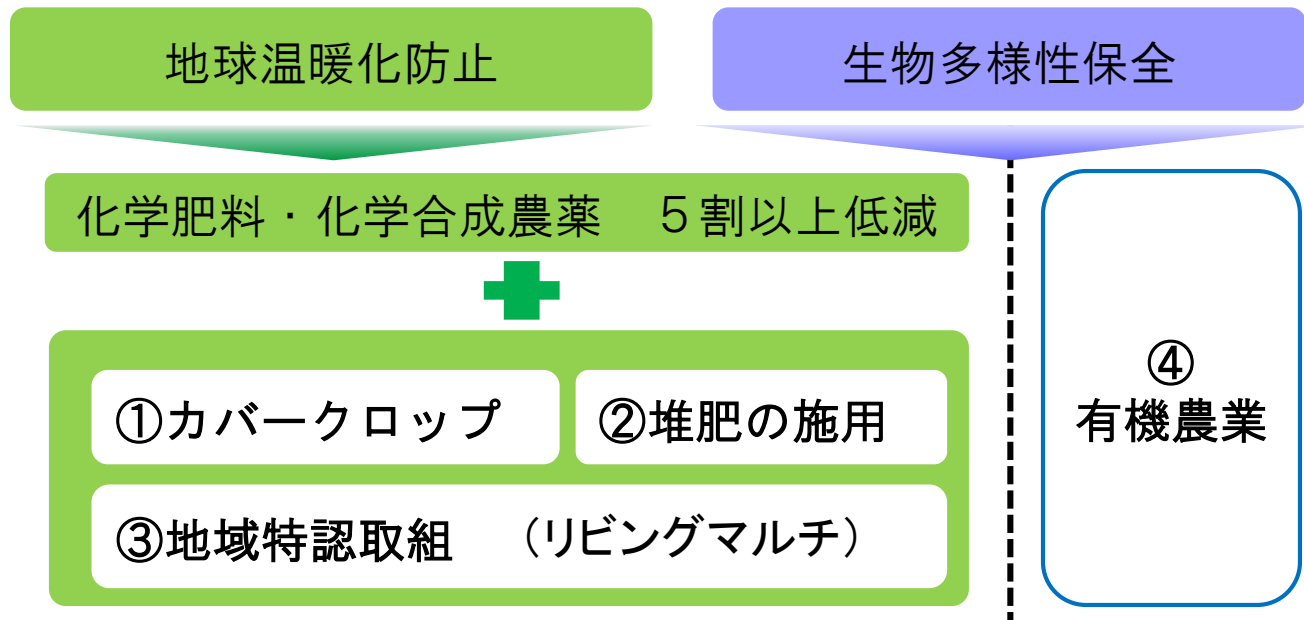 地球温暖化防止
生物多様性保全
化学肥料・化学合成農薬　５割以上低減
①カバークロップ
②堆肥の施用
③地域特認取組　（リビングマルチ）
④
有機農業